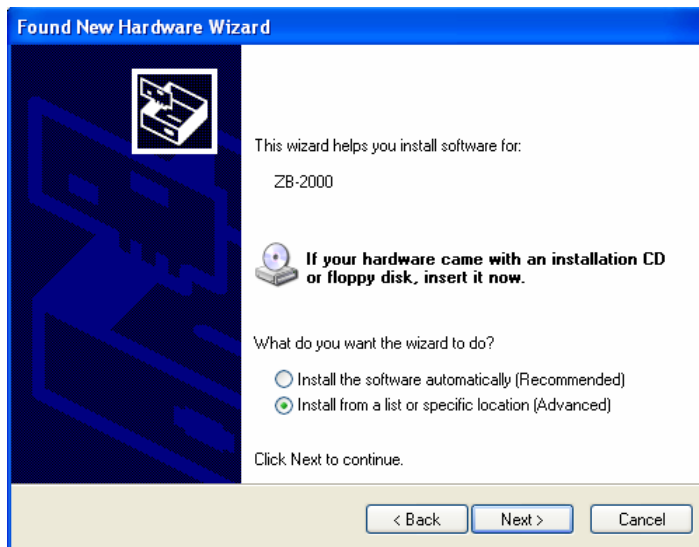 Found New Hardware Wizard
This wizard helps you install software for:
ZB-2000
If your hardware came with an installation CD
or floppy disk, insert it now.
What do you want the wizard to do?
Install the software automatically (Recommended)
Install from a list or specific location (Advanced)
Click Next to continue.
< Back Next > Cancel